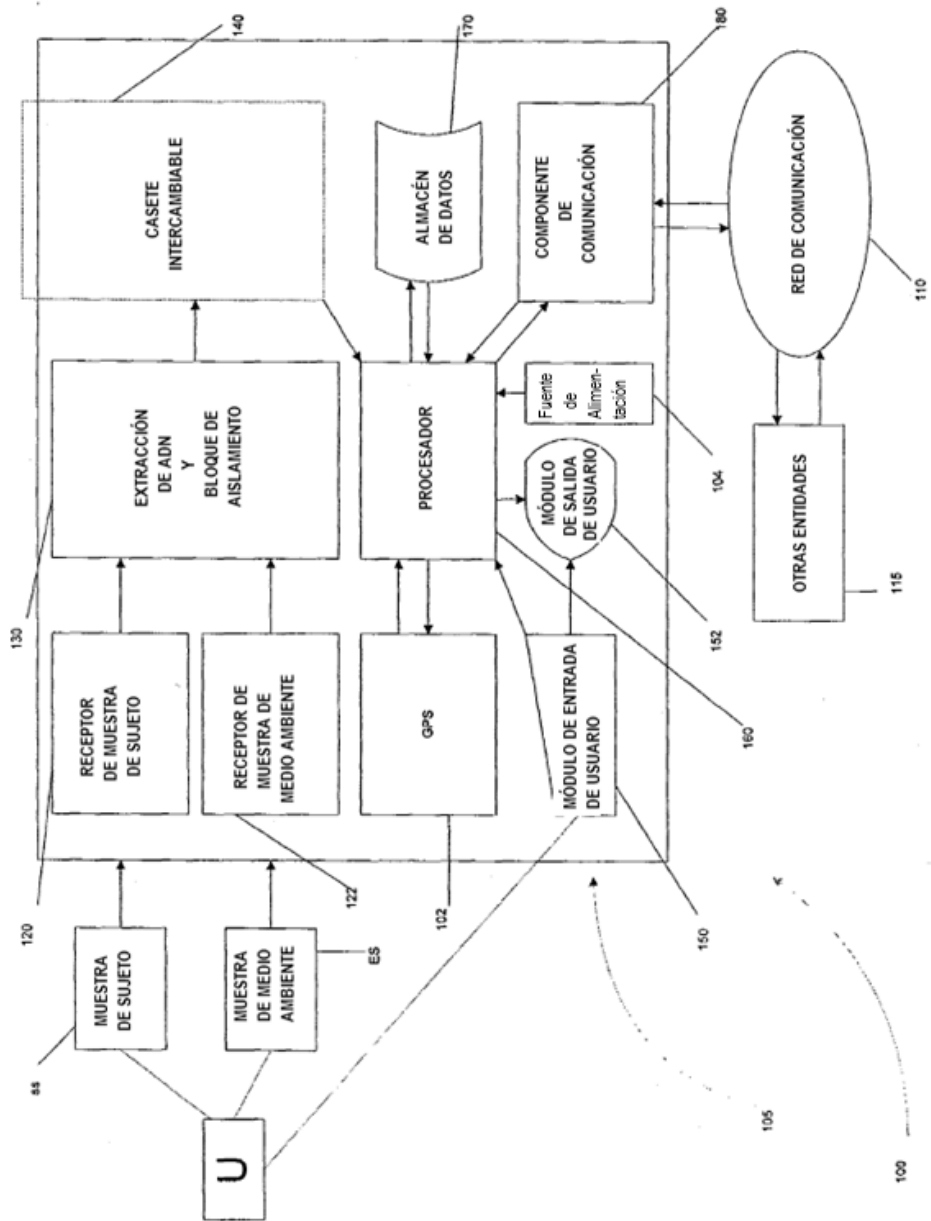 140
170
180
CASETE
INTERCAMBIABLE
ALMACÉN
DE DATOS
COMPONENTE
DE
COMUNICACIÓN
RED DE COMUNICACIÓN
110
130
EXTRACCIÓN
DE ADN
Y
BLOQUE DE
AISLAMIENTO
PROCESADOR
Fuente
de
Alimen-
tación
104
MÓDULO
DE SALIDA
DE USUARIO
152
OTRAS ENTIDADES
115
120
RECEPTOR
DE MUESTRA
DE SUJETO
RECEPTOR DE
MUESTRA DE
MEDIO AMBIENTE
122
GPS
102
MÓDULO DE ENTRADA
DE USUARIO
160
150
ss
MUESTRA
DE SUJETO
MUESTRA
DE MEDIO
AMBIENTE
ES
U
105
100